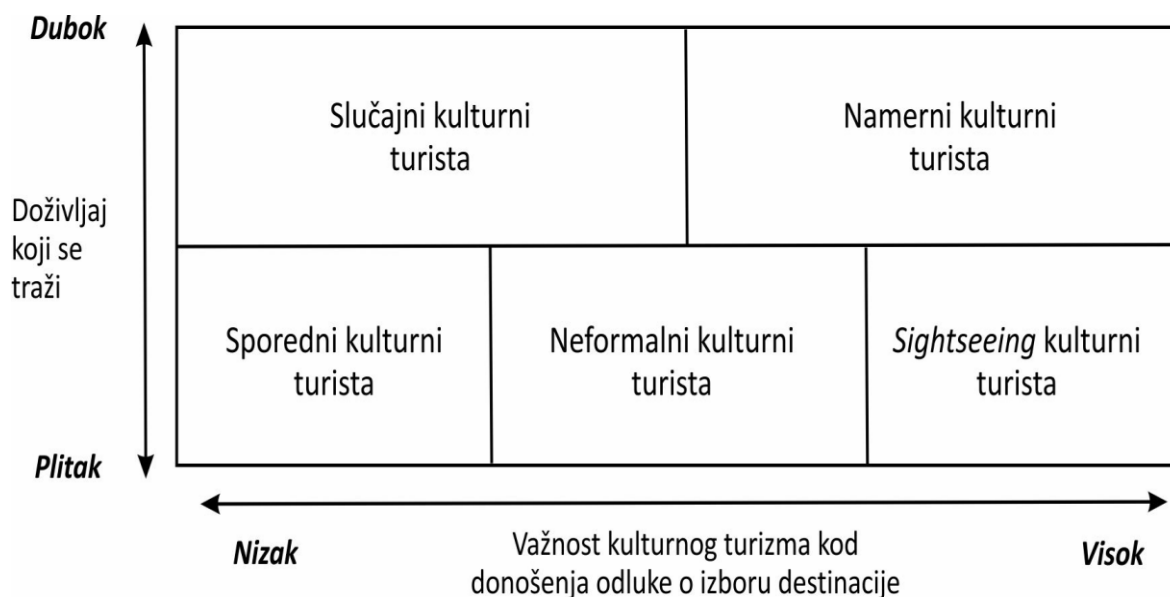 Dubok
Slučajni kulturni
turista
Namerni kulturni
turista
Doživljaj
koji se
traži
Sporedni kulturni
turista
Neformalni kulturni
turista
Sightseeing kulturni
turista
Plitak
Nizak
Važnost kulturnog turizma kod
donošenja odluke o izboru destinacije
Visok